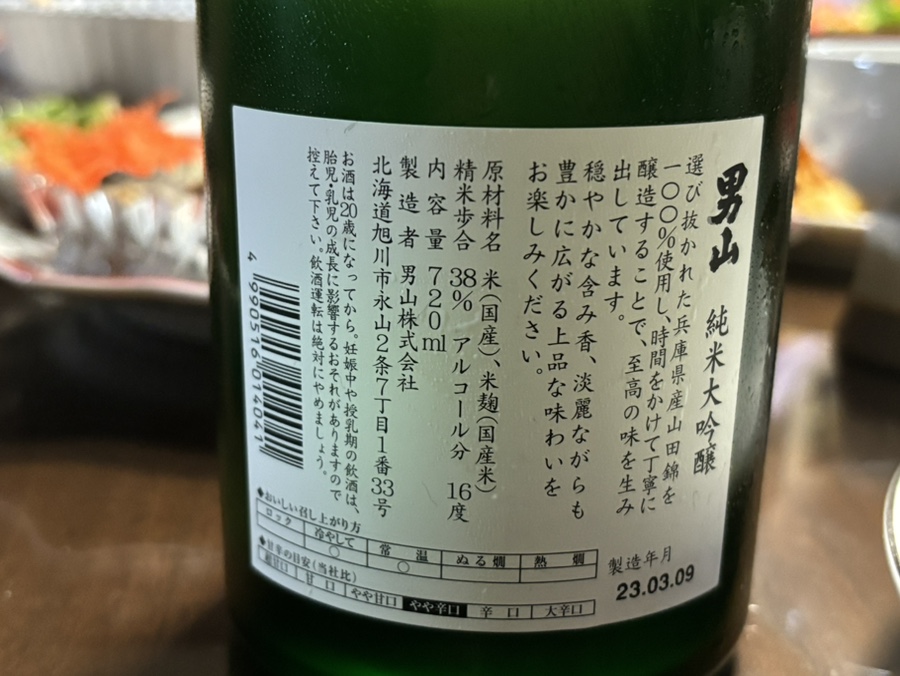 男山 純米大吟醸
選び抜かれた兵庫県産山田錦を
一〇〇%使用し、時間をかけて丁寧に
醸造することで、至高の味を生み
出しています。
穏やかな含み香、淡麗ながらも
豊かに広がる上品な味わいを
お楽しみください。
原材料名 米(国産)、米麹(国産米)
精米歩合 38% アルコール分 16度
内容量 720ml
製造者 男山株式会社
北海道旭川市永山2条7丁目1番33号
お酒は20歳になってから。妊娠中や授乳期の飲酒は、
胎児・乳児の成長に影響するおそれがありますので
控えて下さい。飲酒運転は絶対にやめましょう。
4 990516 014041
◆おいしい召し上がり方
ロック 冷やして 常温 ぬる燗 熱燗
○ ○
◆甘辛の目安(当社比)
超甘口 甘口 やや甘口 やや辛口 辛口 大辛口
製造年月
23.03.09